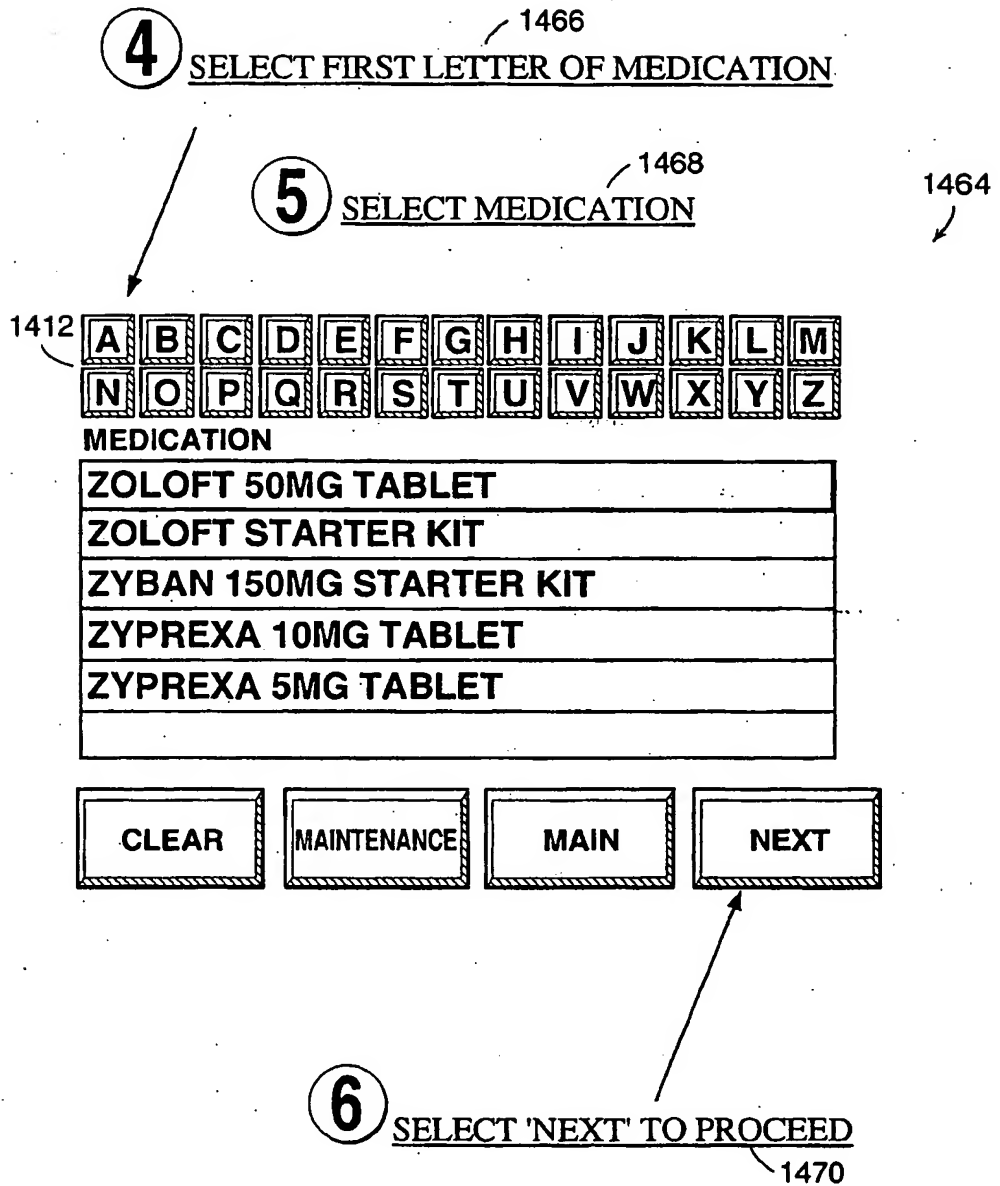 1466
4 SELECT FIRST LETTER OF MEDICATION
1468
5 SELECT MEDICATION
1464
1412
A B C D E F G H I J K L M
N O P Q R S T U V W X Y Z
MEDICATION
ZOLOFT 50MG TABLET
ZOLOFT STARTER KIT
ZYBAN 150MG STARTER KIT
ZYPREXA 10MG TABLET
ZYPREXA 5MG TABLET
CLEAR MAINTENANCE MAIN NEXT
6 SELECT 'NEXT' TO PROCEED
1470